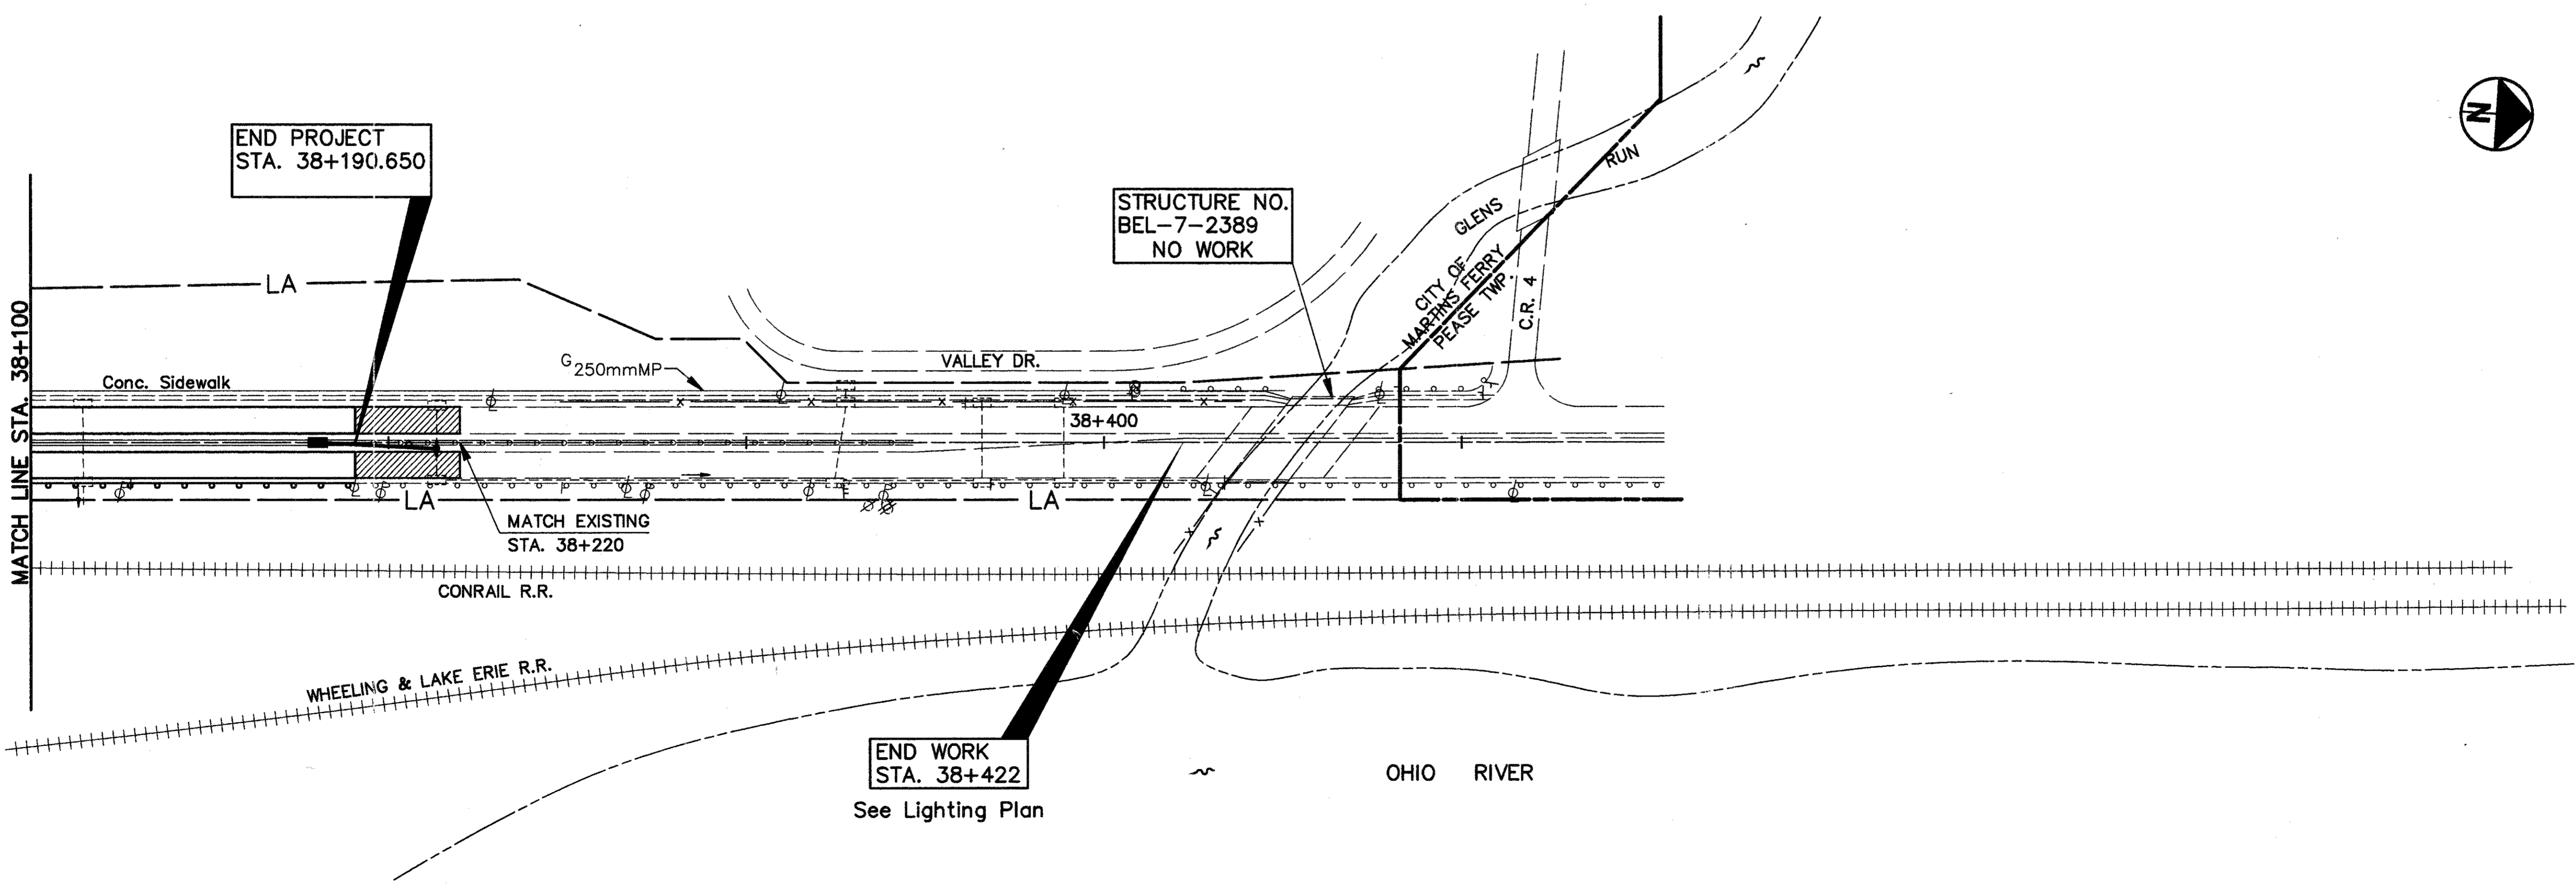 END PROJECT
STA. 38+190.650
N
STRUCTURE NO.
BEL-7-2389
NO WORK
GLENS RUN
CITY OF
MARTINS FERRY
PEASE TWP.
C.R. 4
LA
MATCH LINE STA. 38+100
VALLEY DR.
G 250mmMP
Conc. Sidewalk
38+400
LA
LA
MATCH EXISTING
STA. 38+220
CONRAIL R.R.
WHEELING & LAKE ERIE R.R.
END WORK
STA. 38+422
See Lighting Plan
OHIO RIVER